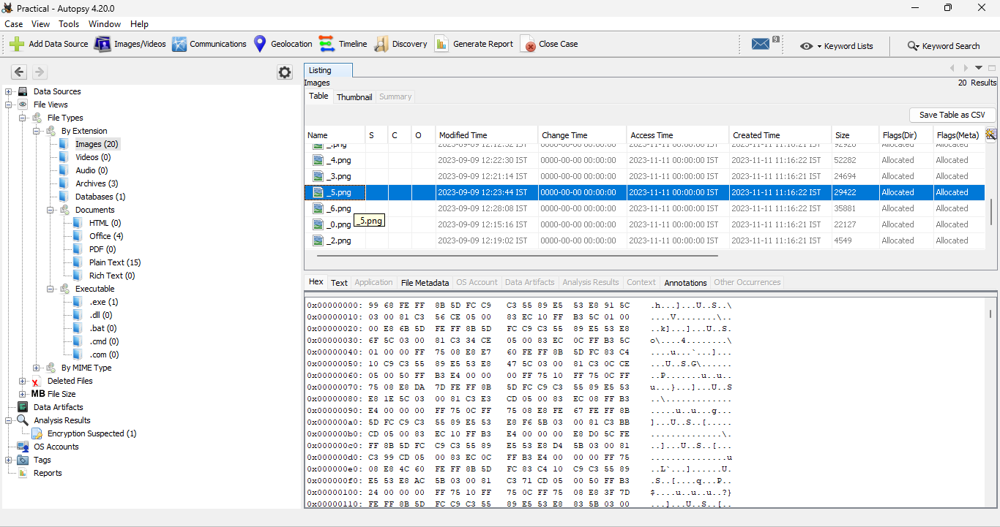 Practical - Autopsy 4.20.0
Case View Tools Window Help
Add Data Source Images/Videos Communications Geolocation Timeline Discovery Generate Report Close Case 9 Keyword Lists Keyword Search
Data Sources
File Views
File Types
By Extension
Images (20)
Videos (0)
Audio (0)
Archives (3)
Databases (1)
Documents
HTML (0)
Office (4)
PDF (0)
Plain Text (15)
Rich Text (0)
Executable
.exe (1)
.dll (0)
.bat (0)
.cmd (0)
.com (0)
By MIME Type
Deleted Files
MB File Size
Data Artifacts
Analysis Results
Encryption Suspected (1)
OS Accounts
Tags
Reports
Listing
Images 20 Results
Table Thumbnail Summary
Save Table as CSV
Name S C O Modified Time Change Time Access Time Created Time Size Flags(Dir) Flags(Meta)
_4.png 2023-09-09 12:22:30 IST 0000-00-00 00:00:00 2023-11-11 00:00:00 IST 2023-11-11 11:16:22 IST 52282 Allocated Allocated
_3.png 2023-09-09 12:21:14 IST 0000-00-00 00:00:00 2023-11-11 00:00:00 IST 2023-11-11 11:16:21 IST 24694 Allocated Allocated
_5.png 2023-09-09 12:23:44 IST 0000-00-00 00:00:00 2023-11-11 00:00:00 IST 2023-11-11 11:16:22 IST 29422 Allocated Allocated
_6.png 2023-09-09 12:28:08 IST 0000-00-00 00:00:00 2023-11-11 00:00:00 IST 2023-11-11 11:16:22 IST 35881 Allocated Allocated
_5.png
_0.png 2023-09-09 12:15:16 IST 0000-00-00 00:00:00 2023-11-11 00:00:00 IST 2023-11-11 11:16:21 IST 22127 Allocated Allocated
_2.png 2023-09-09 12:19:02 IST 0000-00-00 00:00:00 2023-11-11 00:00:00 IST 2023-11-11 11:16:21 IST 4549 Allocated Allocated
Hex Text Application File Metadata OS Account Data Artifacts Analysis Results Context Annotations Other Occurrences
0x00000000: 99 68 FE FF 8B 5D FC C9 C3 55 89 E5 53 E8 91 5C .h...]...U..S..\
0x00000010: 03 00 81 C3 56 CE 05 00 83 EC 10 FF B3 5C 01 00 ....V........\..
0x00000020: 00 E8 6B 5D FE FF 8B 5D FC C9 C3 55 89 E5 53 E8 ..k]...]...U..S.
0x00000030: 6F 5C 03 00 81 C3 34 CE 05 00 83 EC 0C FF B3 5C o\....4........\
0x00000040: 01 00 00 FF 75 08 E8 E7 60 FE FF 8B 5D FC 83 C4 ....u...`...]...
0x00000050: 10 C9 C3 55 89 E5 53 E8 47 5C 03 00 81 C3 0C CE ...U..S.G\......
0x00000060: 05 00 50 FF B3 E4 00 00 00 FF 75 10 FF 75 0C FF ..P.......u..u..
0x00000070: 75 08 E8 DA 7D FE FF 8B 5D FC C9 C3 55 89 E5 53 u...}...]...U..S
0x00000080: E8 1E 5C 03 00 81 C3 E3 CD 05 00 83 EC 08 FF B3 ..\.............
0x00000090: E4 00 00 00 FF 75 0C FF 75 08 E8 FE 67 FE FF 8B .....u..u...g...
0x000000a0: 5D FC C9 C3 55 89 E5 53 E8 F6 5B 03 00 81 C3 BB ]...U..S..[.....
0x000000b0: CD 05 00 83 EC 10 FF B3 E4 00 00 00 E8 D0 5C FE ..............\.
0x000000c0: FF 8B 5D FC C9 C3 55 89 E5 53 E8 D4 5B 03 00 81 ..]...U..S..[...
0x000000d0: C3 99 CD 05 00 83 EC 0C FF B3 E4 00 00 00 FF 75 ...............u
0x000000e0: 08 E8 4C 60 FE FF 8B 5D FC 83 C4 10 C9 C3 55 89 ..L`...]......U.
0x000000f0: E5 53 E8 AC 5B 03 00 81 C3 71 CD 05 00 50 FF B3 .S..[....q...P..
0x00000100: 24 00 00 00 FF 75 10 FF 75 0C FF 75 08 E8 3F 7D $....u..u..u..?}
0x00000110: FE FF 8B 5D FC C9 C3 55 89 E5 53 E8 83 5B 03 00 ...]...U..S..[..